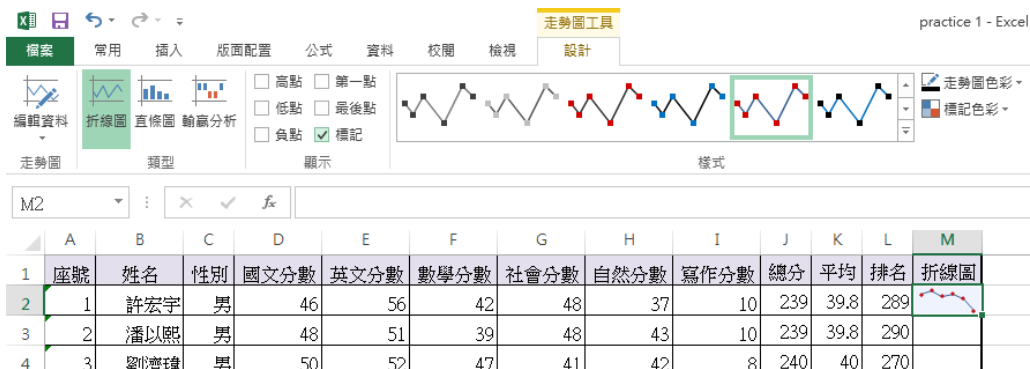 走勢圖工具
practice 1 - Excel
檔案 常用 插入 版面配置 公式 資料 校閱 檢視 設計
編輯資料
折線圖 直條圖 輸贏分析
高點 第一點
低點 最後點
負點 標記
走勢圖色彩
標記色彩
走勢圖 類型 顯示 樣式
M2 fx
A B C D E F G H I J K L M
1 座號 姓名 性別 國文分數 英文分數 數學分數 社會分數 自然分數 寫作分數 總分 平均 排名 折線圖
2 1 許宏宇 男 46 56 42 48 37 10 239 39.8 289
3 2 潘以熙 男 48 51 39 48 43 10 239 39.8 290
4 3 劉濟瑋 男 50 52 47 41 42 8 240 40 270